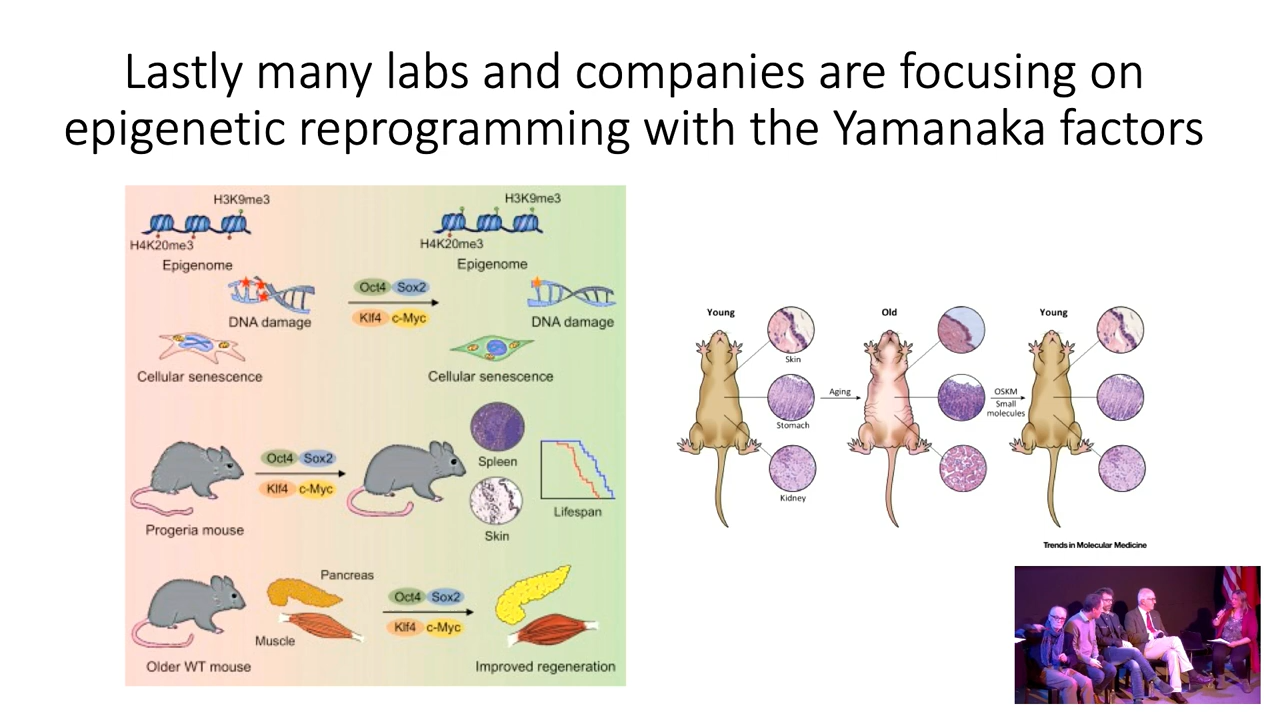 Lastly many labs and companies are focusing on
epigenetic reprogramming with the Yamanaka factors
H3K9me3
H4K20me3
Epigenome
H3K9me3
H4K20me3
Epigenome
DNA damage
Oct4 Sox2
Klf4 c-Myc
DNA damage
Cellular senescence
Cellular senescence
Progeria mouse
Oct4 Sox2
Klf4 c-Myc
Spleen
Skin
Lifespan
Older WT mouse
Pancreas
Muscle
Oct4 Sox2
Klf4 c-Myc
Improved regeneration
Young
Skin
Stomach
Kidney
Aging
Old
OSKM
Small
molecules
Young
Trends in Molecular Medicine